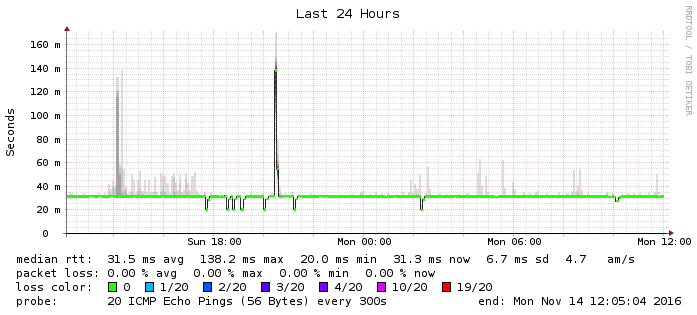 Last 24 Hours
RRDTOOL / TOBI OETIKER
Seconds
160 m
140 m
120 m
100 m
80 m
60 m
40 m
20 m
0
Sun 18:00 Mon 00:00 Mon 06:00 Mon 12:00
median rtt: 31.5 ms avg 138.2 ms max 20.0 ms min 31.3 ms now 6.7 ms sd 4.7 am/s
packet loss: 0.00 % avg 0.00 % max 0.00 % min 0.00 % now
loss color: 0 1/20 2/20 3/20 4/20 10/20 19/20
probe: 20 ICMP Echo Pings (56 Bytes) every 300s end: Mon Nov 14 12:05:04 2016